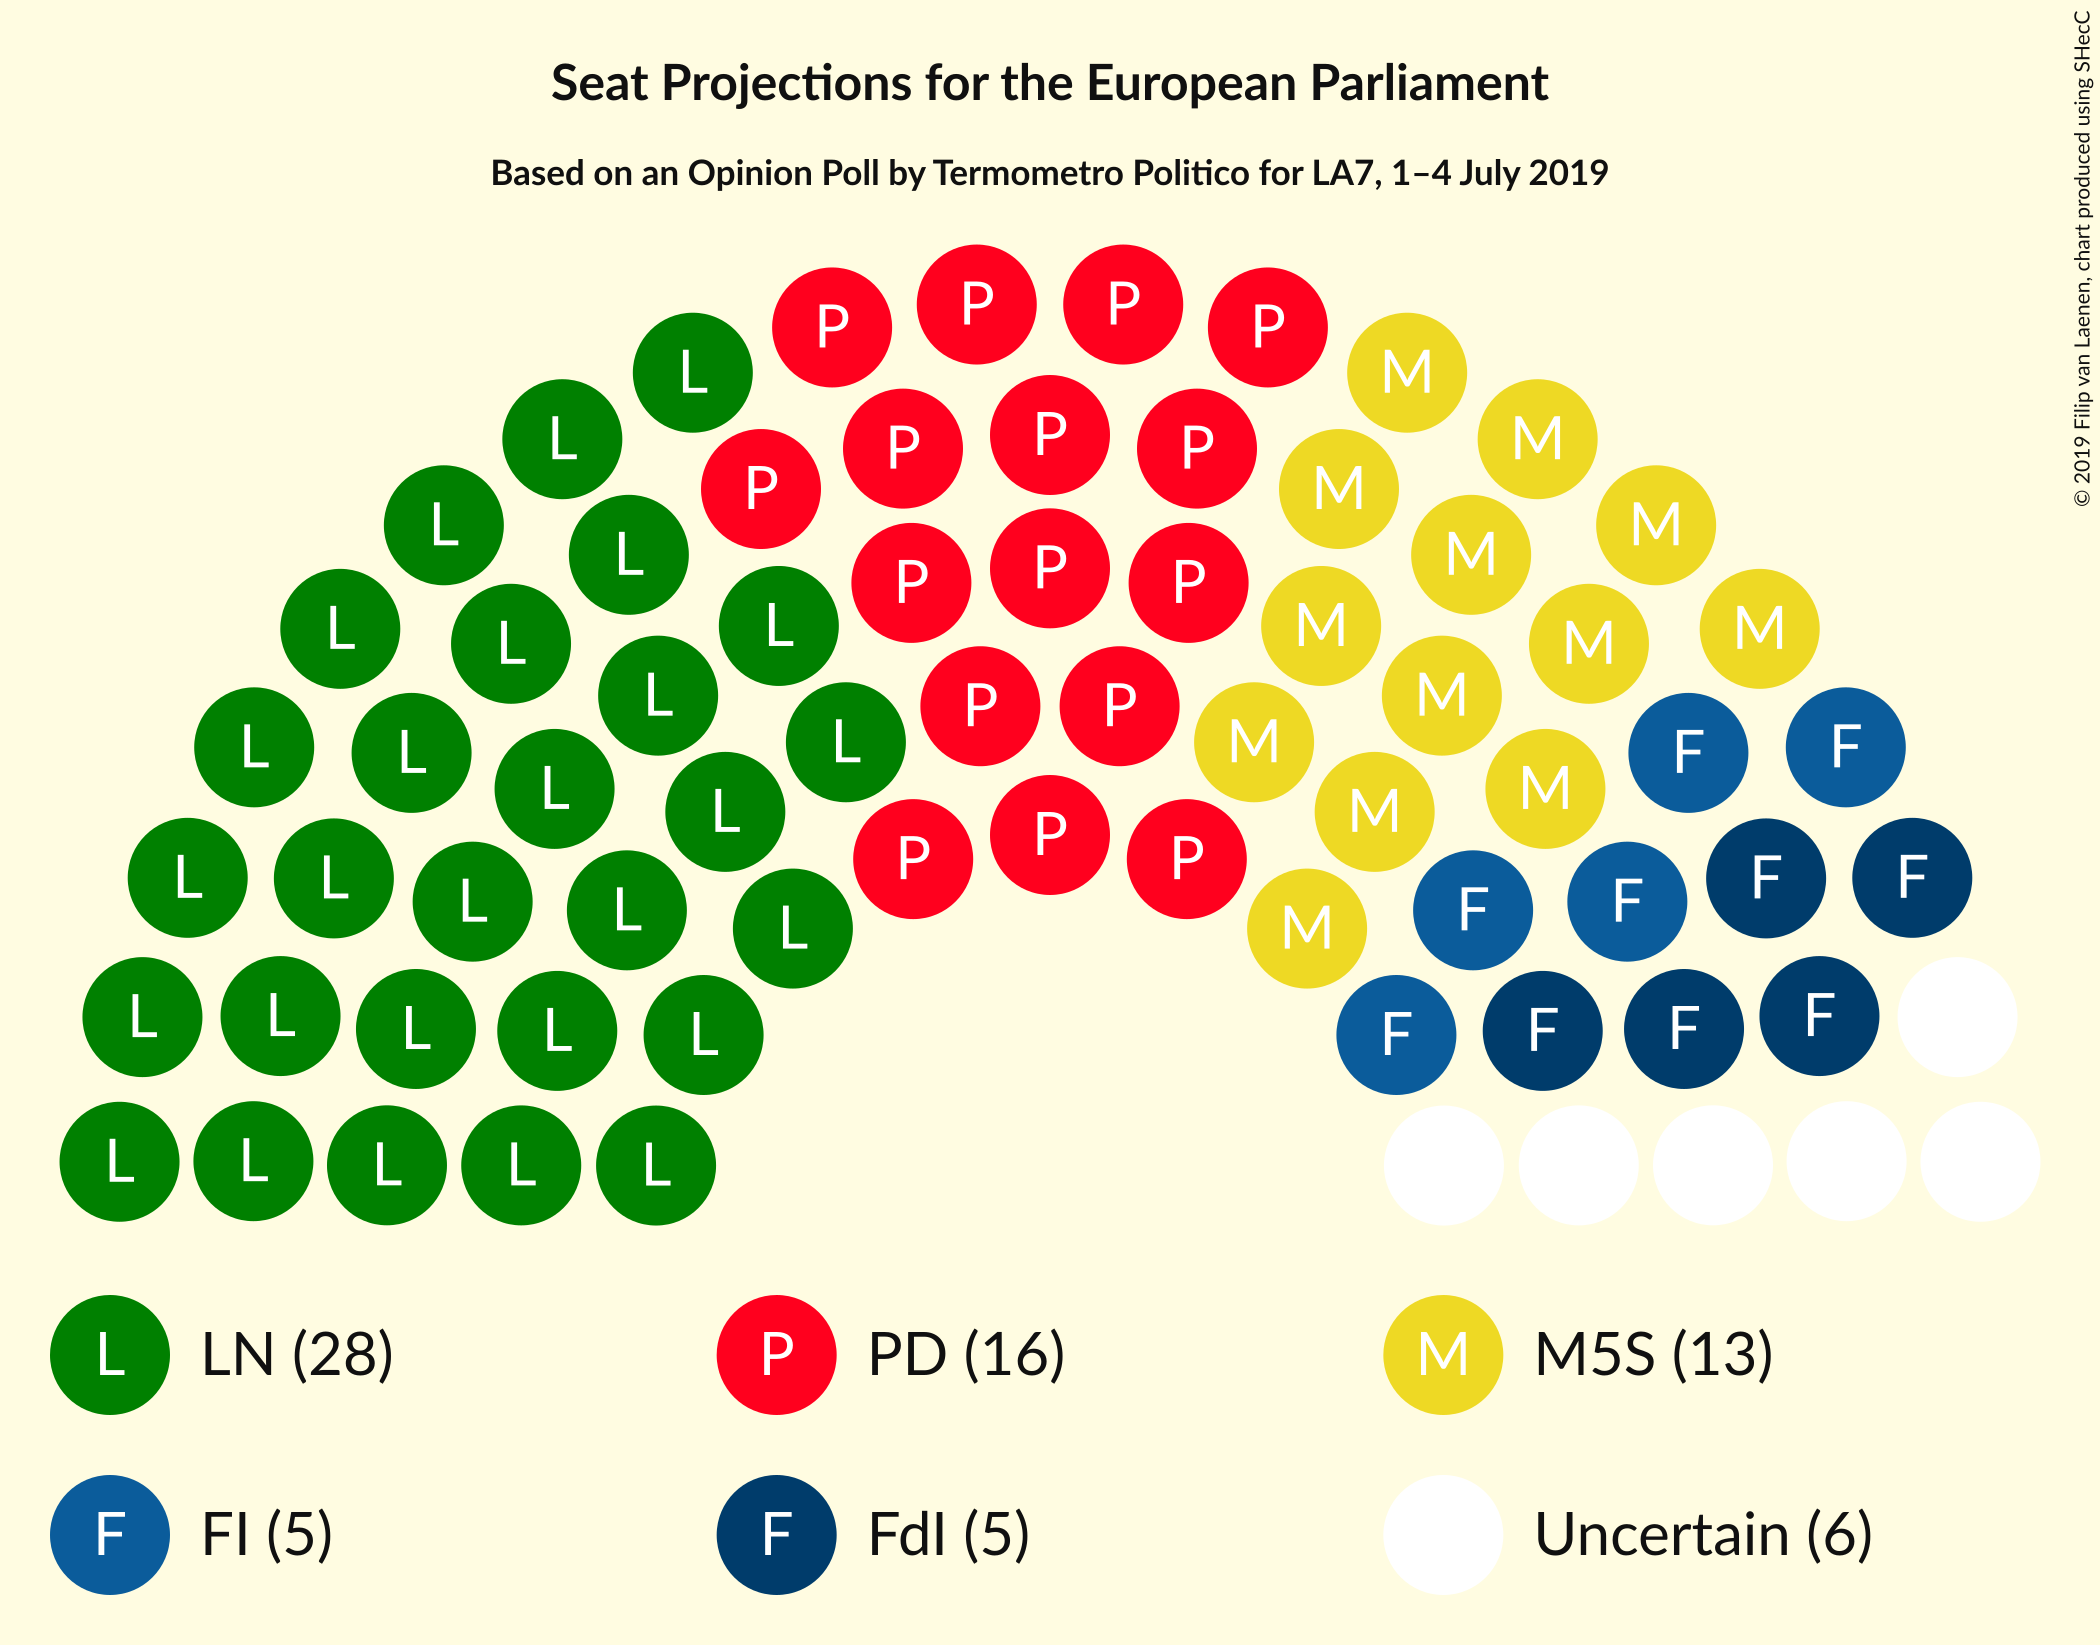 Seat Projections for the European Parliament
Based on an Opinion Poll by Termometro Politico for LA7, 1–4 July 2019
© 2019 Filip van Laenen, chart produced using SHecC
P P P P
L M
L P P P M
P M
L L P P P M M
L L M M
L L L P P M M M
L L L L M M M F F
L L L P P P M F F
L L L L L M F F F F
L L L L L F F F F
L L L L L
L LN (28) P PD (16) M M5S (13)
F FI (5) F FdI (5) Uncertain (6)